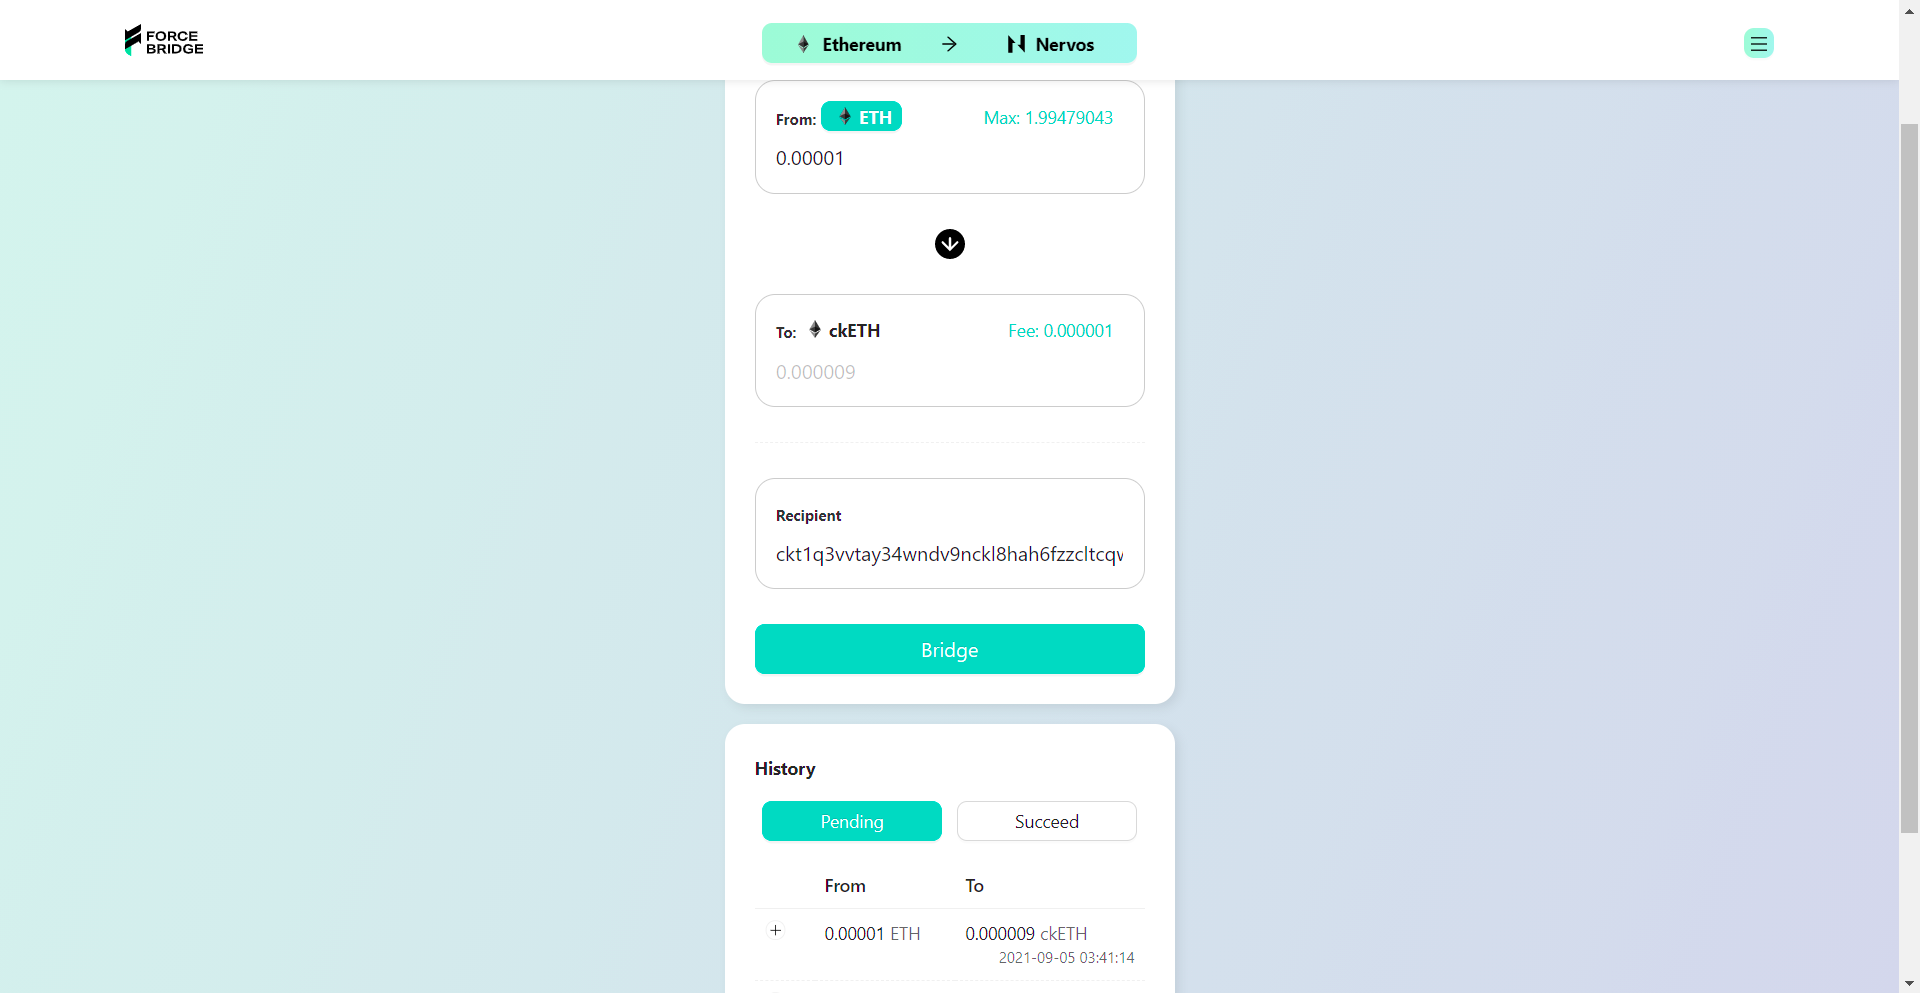 FORCE
BRIDGE
Ethereum → Nervos
From: ETH Max: 1.99479043
0.00001
To: ckETH Fee: 0.000001
0.000009
Recipient
ckt1q3vvtay34wndv9nckl8hah6fzzcltcqv
Bridge
History
Pending Succeed
From To
0.00001 ETH 0.000009 ckETH
2021-09-05 03:41:14